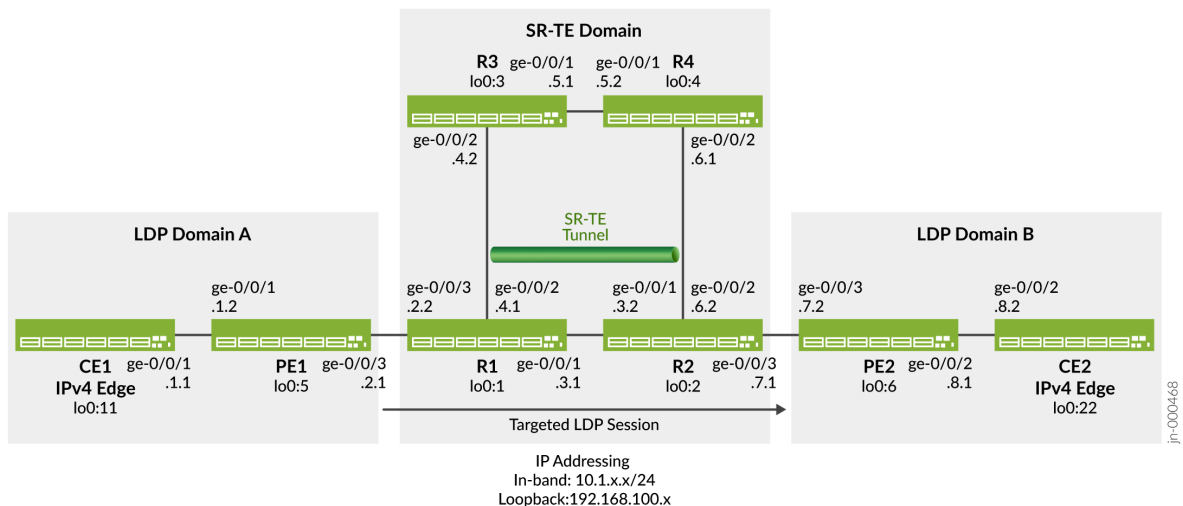 SR-TE Domain
R3
ge-0/0/1
ge-0/0/1
R4
lo0:3
.5.1
.5.2
lo0:4
ge-0/0/2
.4.2
ge-0/0/2
.6.1
SR-TE
Tunnel
LDP Domain A
LDP Domain B
ge-0/0/1
.1.2
ge-0/0/3
.2.2
ge-0/0/2
.4.1
ge-0/0/1
.3.2
ge-0/0/2
.6.2
ge-0/0/3
.7.2
ge-0/0/2
.8.2
CE1
IPv4 Edge
lo0:11
ge-0/0/1
.1.1
PE1
lo0:5
ge-0/0/3
.2.1
R1
lo0:1
ge-0/0/1
.3.1
R2
lo0:2
ge-0/0/3
.7.1
PE2
lo0:6
ge-0/0/2
.8.1
CE2
IPv4 Edge
lo0:22
Targeted LDP Session
IP Addressing
In-band: 10.1.x.x/24
Loopback:192.168.100.x
jn-000468